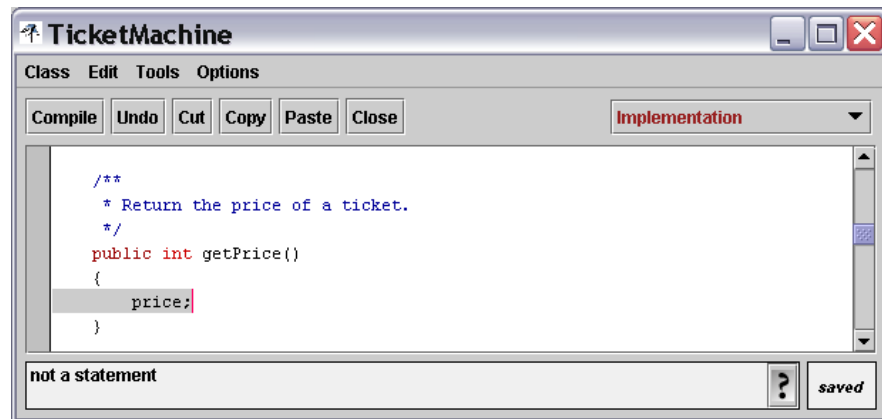 TicketMachine
Class Edit Tools Options
Compile Undo Cut Copy Paste Close Implementation
/**
* Return the price of a ticket.
*/
public int getPrice()
{
price;
}
not a statement ? saved